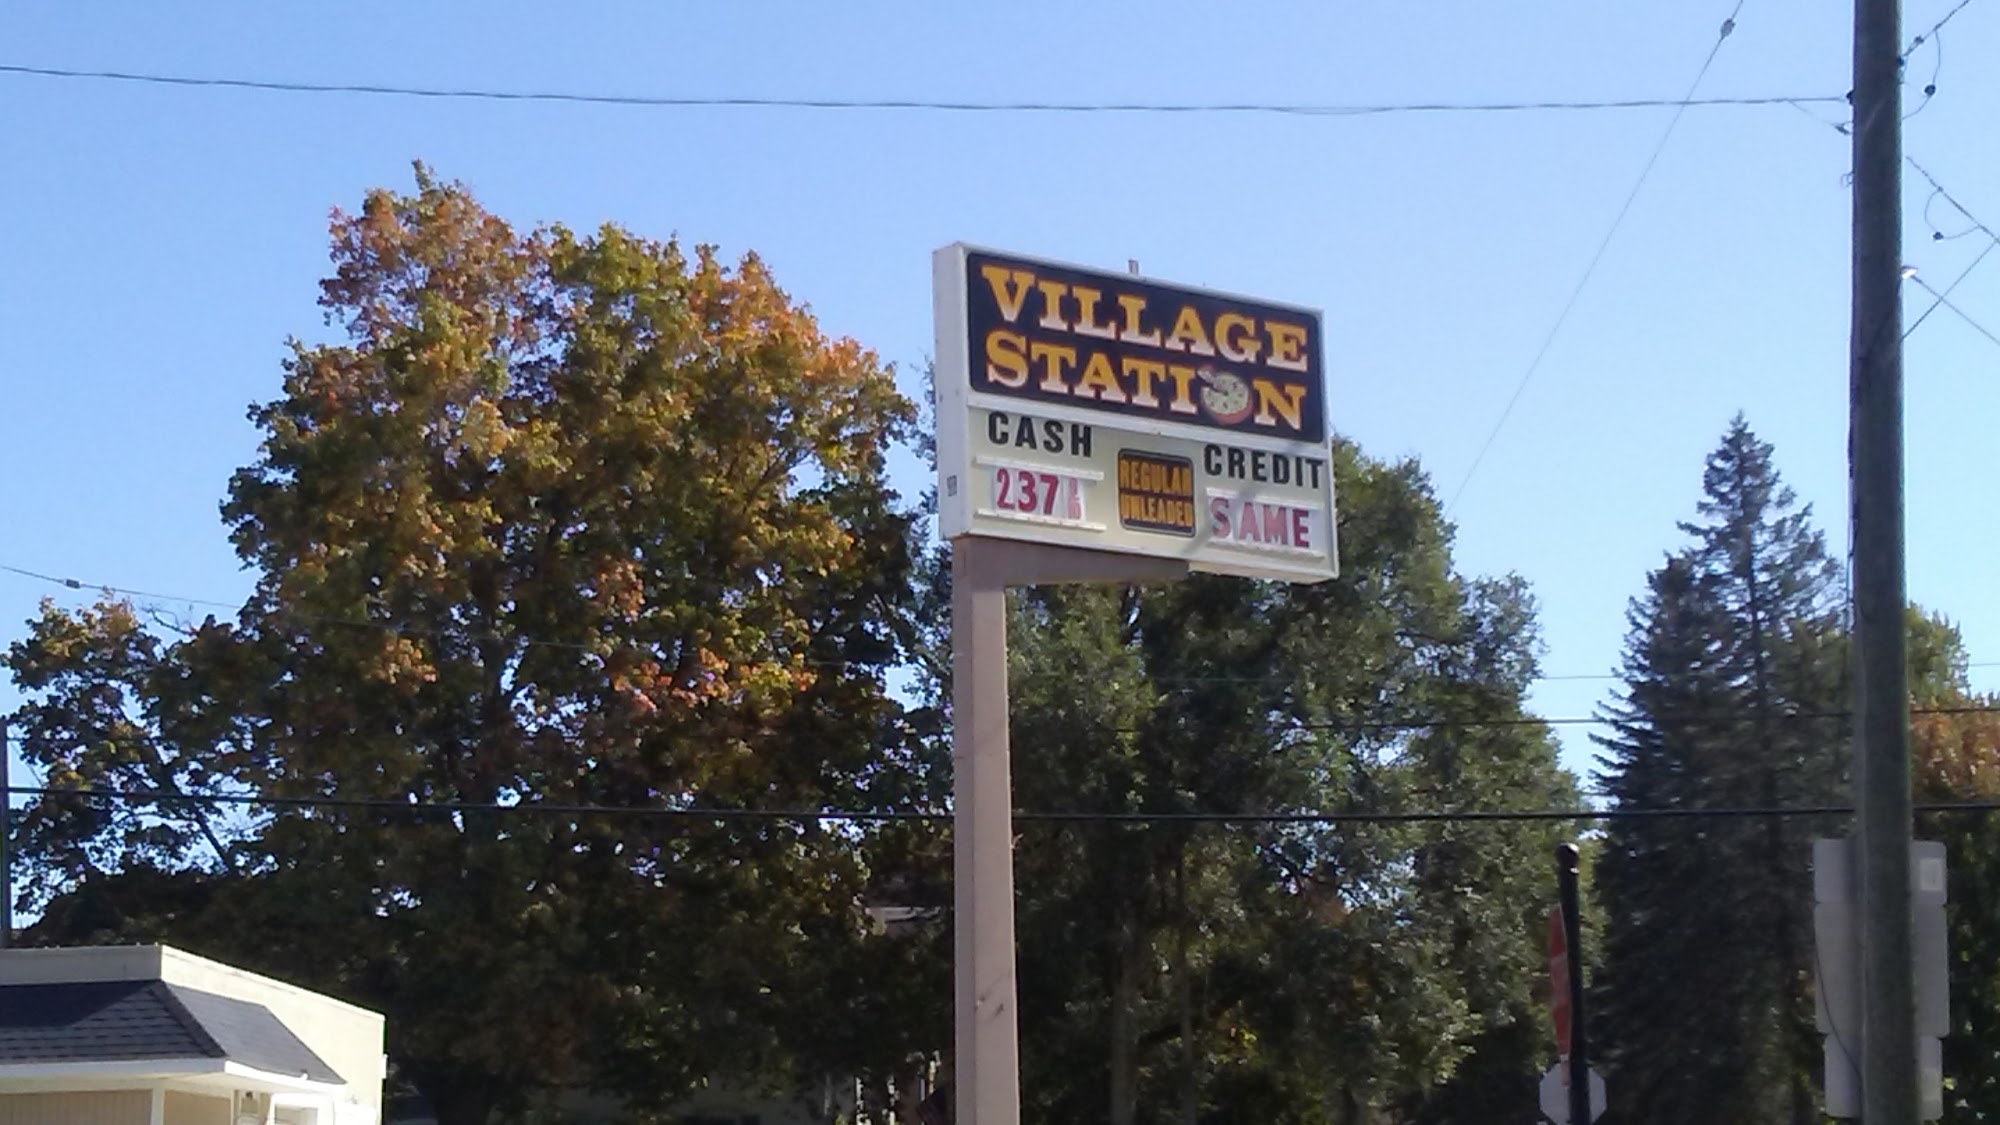 VILLAGE
STATION
CASH
CREDIT
237
REGULAR
UNLEADED
SAME